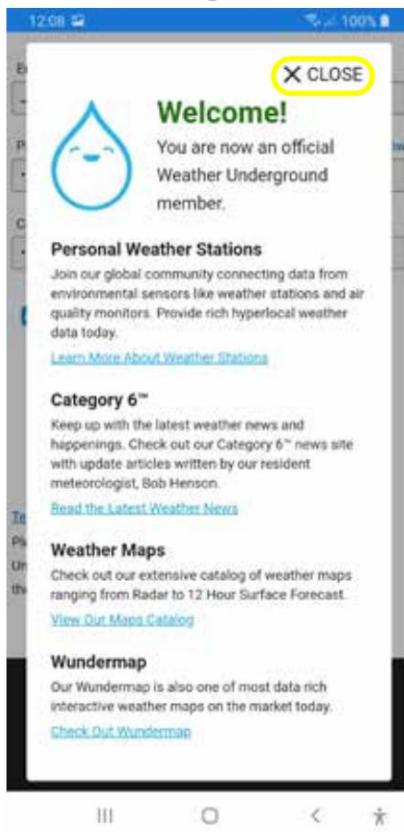 12:08 100%
X CLOSE
Welcome!
You are now an official
Weather Underground
member.
Personal Weather Stations
Join our global community connecting data from
environmental sensors like weather stations and air
quality monitors. Provide rich hyperlocal weather
data today.
Learn More About Weather Stations
Category 6™
Keep up with the latest weather news and
happenings. Check out our Category 6™ news site
with update articles written by our resident
meteorologist, Bob Henson.
Read the Latest Weather News
Weather Maps
Check out our extensive catalog of weather maps
ranging from Radar to 12 Hour Surface Forecast.
View Our Maps Catalog
Wundermap
Our Wundermap is also one of most data rich
interactive weather maps on the market today.
Check Out Wundermap